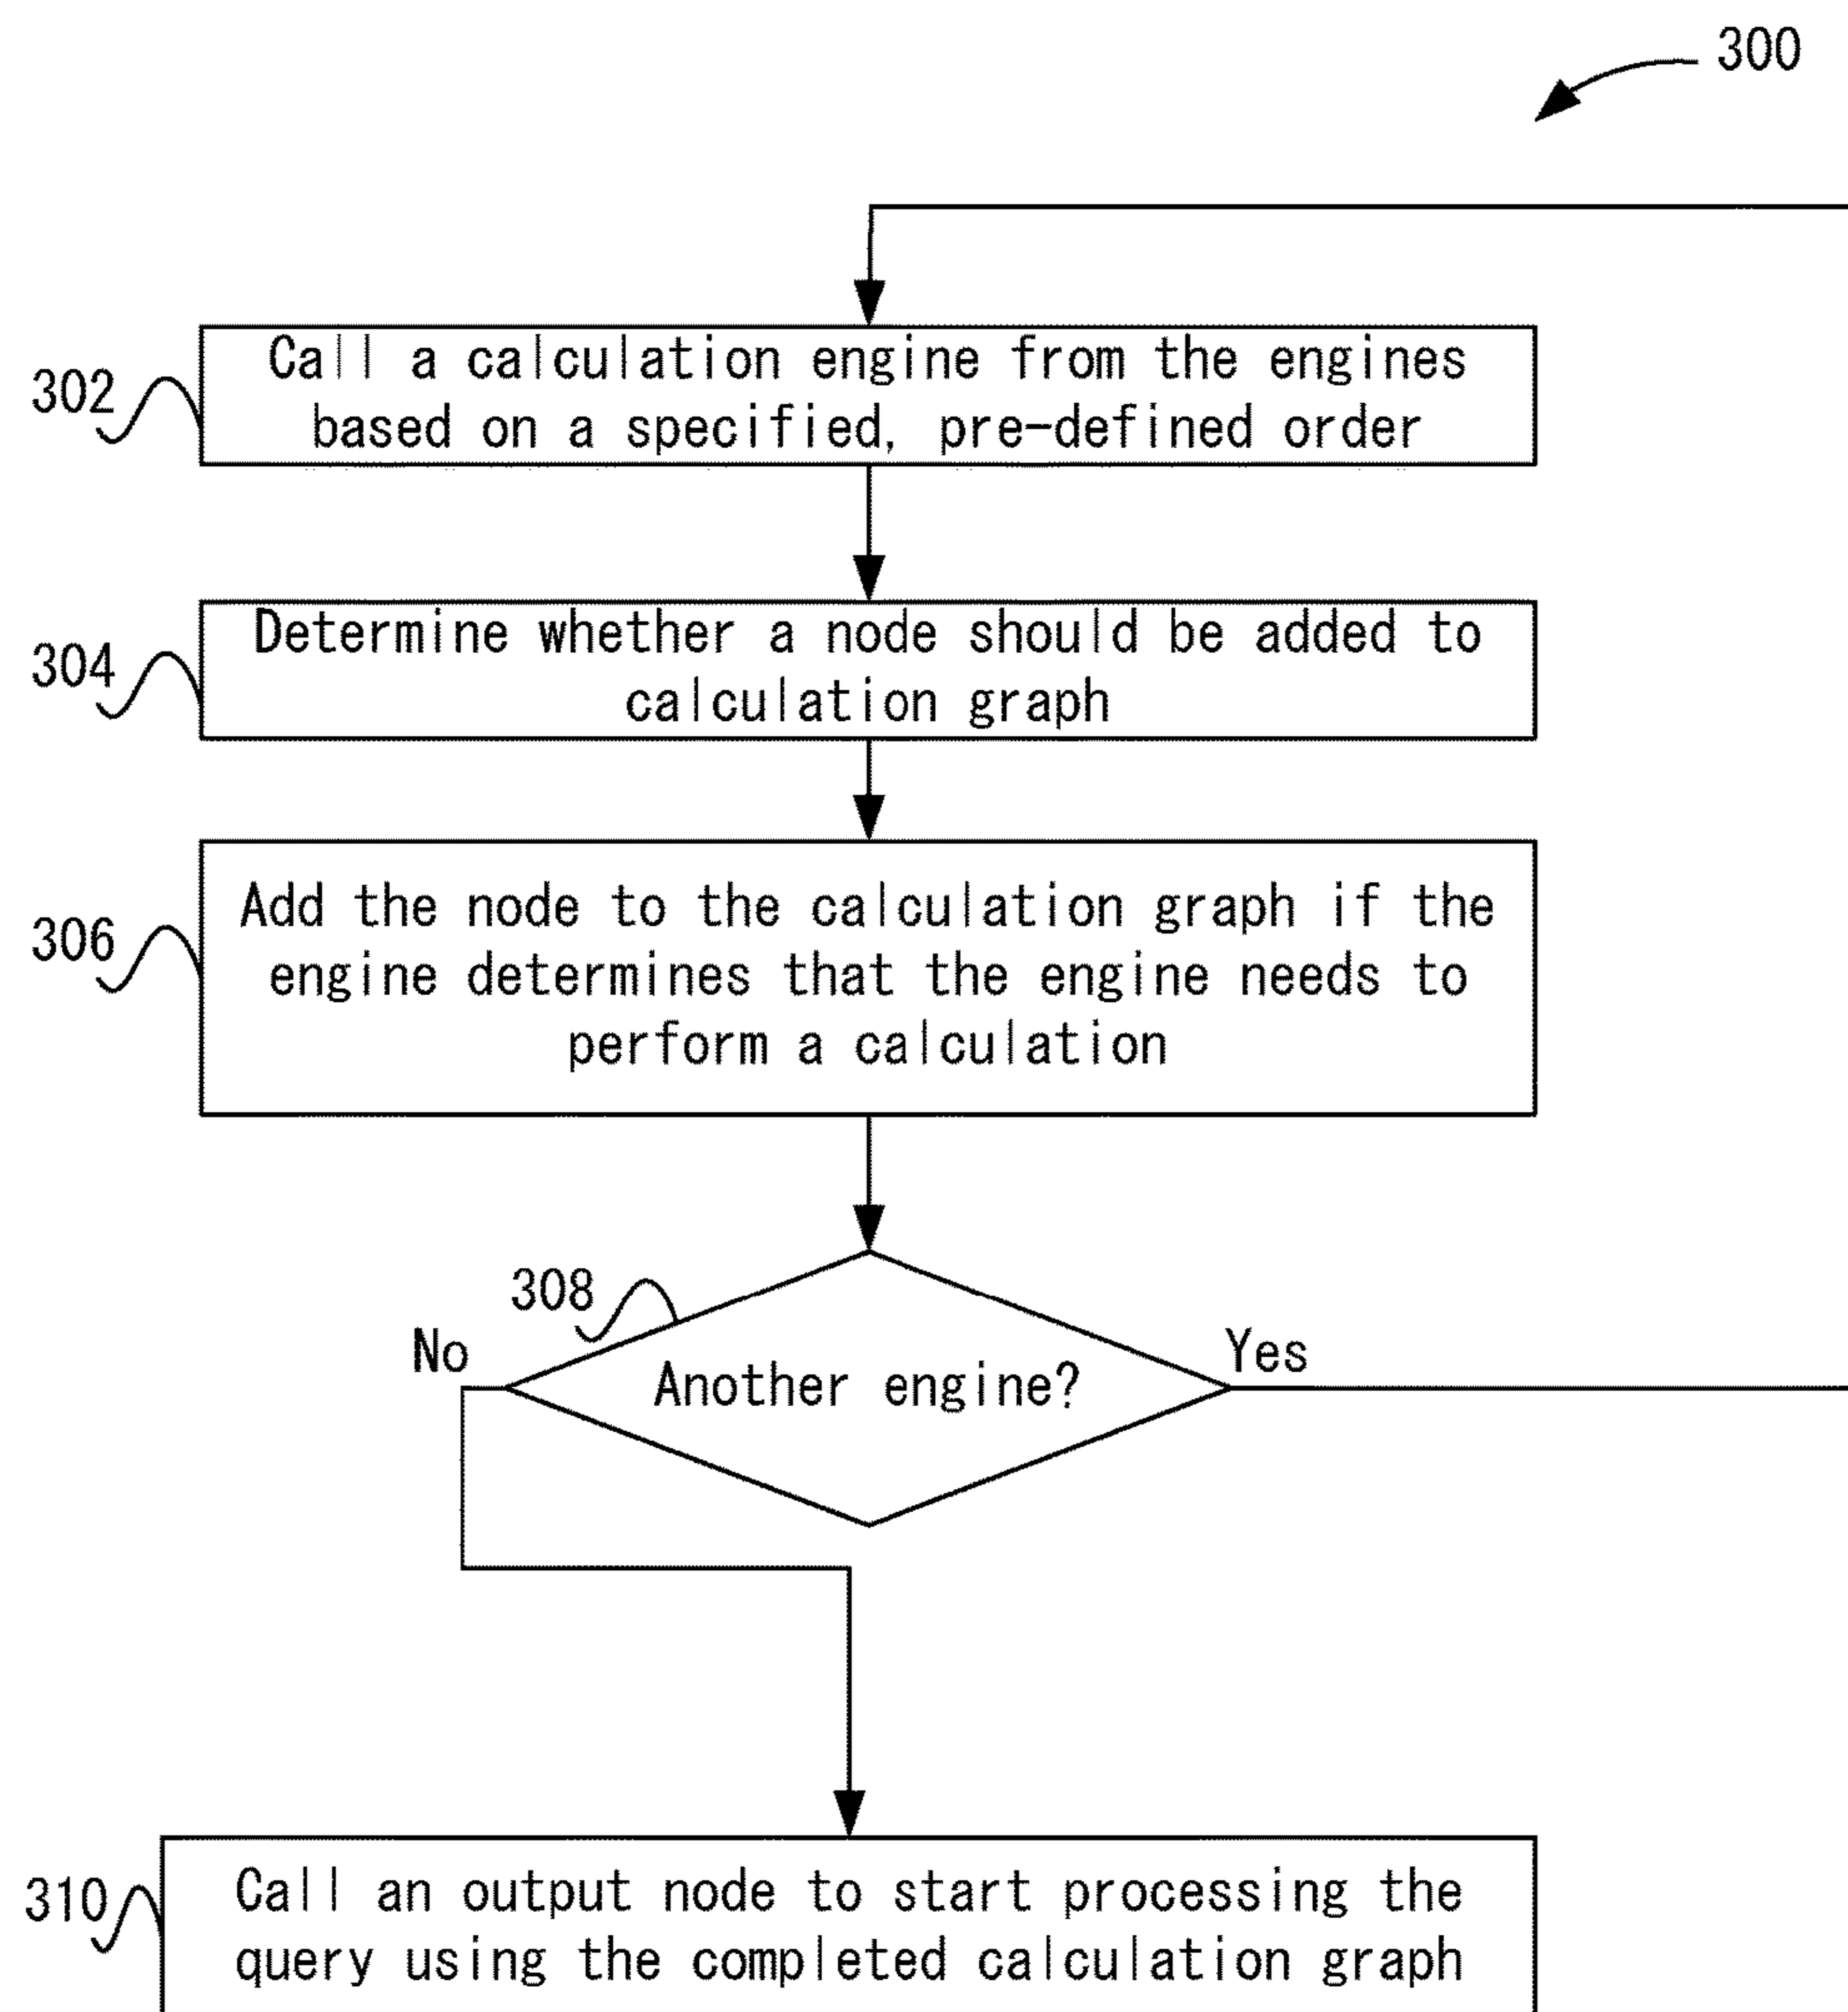 300
302
Call a calculation engine from the engines
based on a specified, pre-defined order
304
Determine whether a node should be added to
calculation graph
306
Add the node to the calculation graph if the
engine determines that the engine needs to
perform a calculation
308
No
Yes
Another engine?
310
Call an output node to start processing the
query using the completed calculation graph